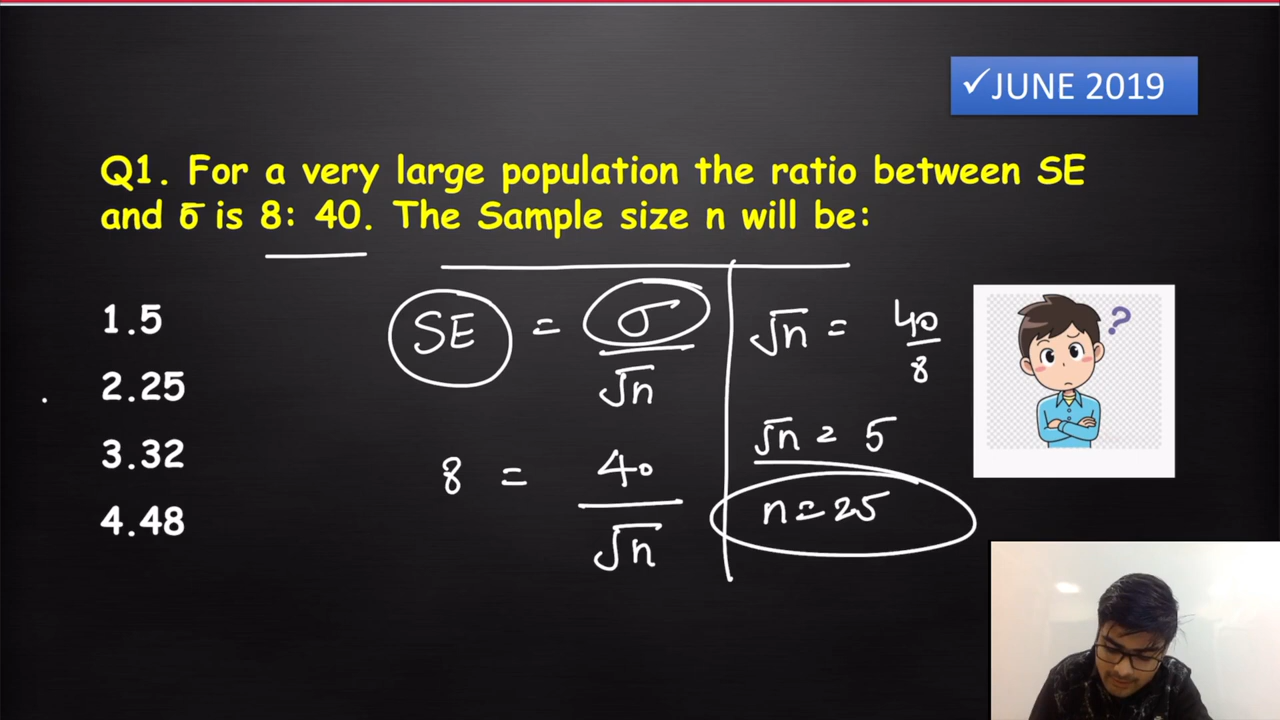 ✓JUNE 2019
Q1. For a very large population the ratio between SE
and σ is 8: 40. The Sample size n will be:
1.5
2.25
3.32
4.48
SE = σ/√n
8 = 40/√n
√n = 40/8
√n = 5
n = 25
?